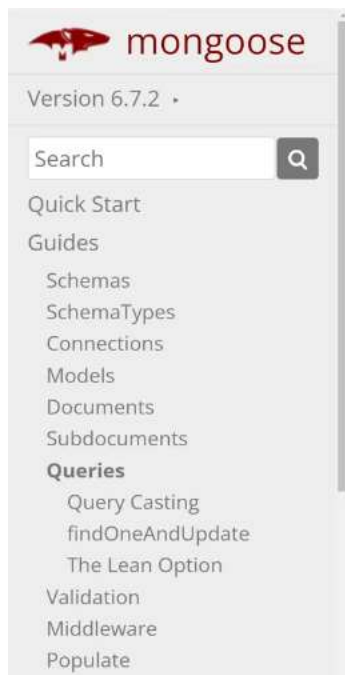 mongoose
Version 6.7.2
Search
Quick Start
Guides
Schemas
SchemaTypes
Connections
Models
Documents
Subdocuments
Queries
Query Casting
findOneAndUpdate
The Lean Option
Validation
Middleware
Populate